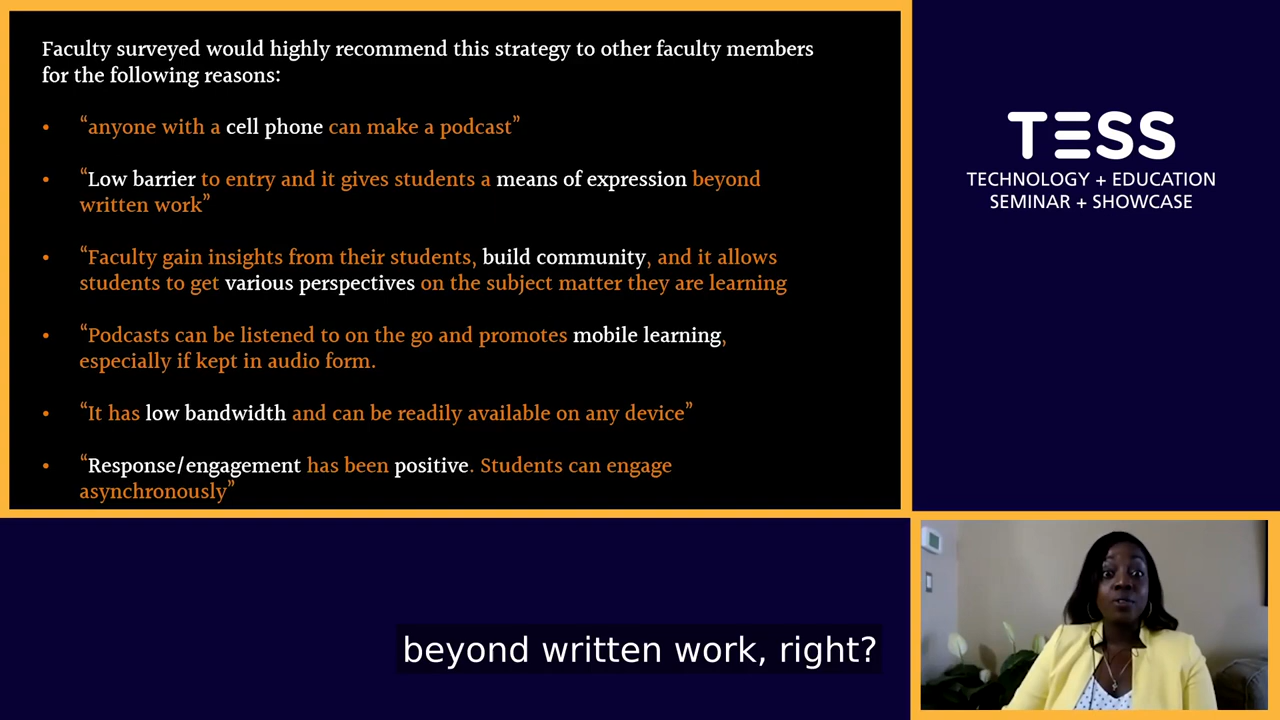 Faculty surveyed would highly recommend this strategy to other faculty members
for the following reasons:
• “anyone with a cell phone can make a podcast”
• “Low barrier to entry and it gives students a means of expression beyond
written work”
• “Faculty gain insights from their students, build community, and it allows
students to get various perspectives on the subject matter they are learning
• “Podcasts can be listened to on the go and promotes mobile learning,
especially if kept in audio form.
• “It has low bandwidth and can be readily available on any device”
• “Response/engagement has been positive. Students can engage
asynchronously”
TESS
TECHNOLOGY + EDUCATION
SEMINAR + SHOWCASE
beyond written work, right?